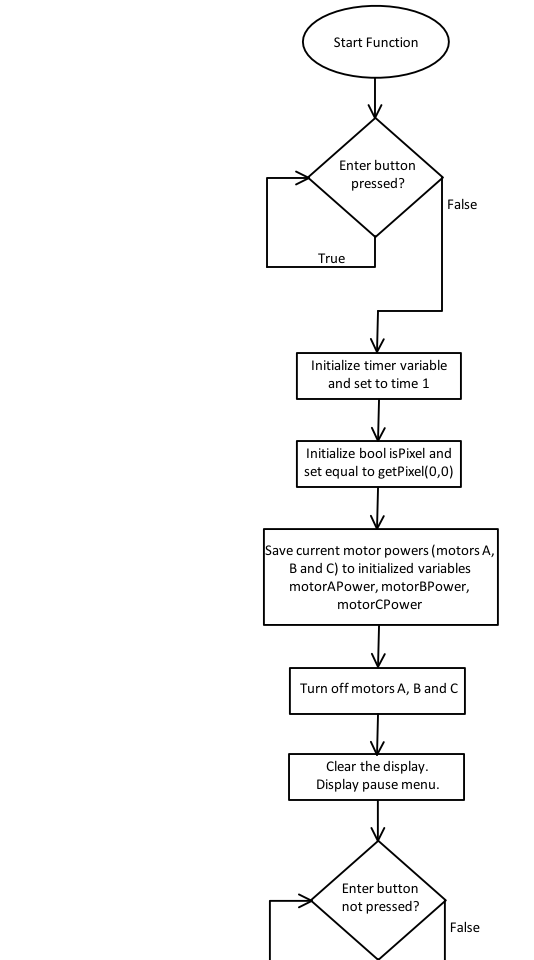 Start Function
Enter button
pressed?
False
True
Initialize timer variable
and set to time 1
Initialize bool isPixel and
set equal to getPixel(0,0)
Save current motor powers (motors A,
B and C) to initialized variables
motorAPower, motorBPower,
motorCPower
Turn off motors A, B and C
Clear the display.
Display pause menu.
Enter button
not pressed?
False